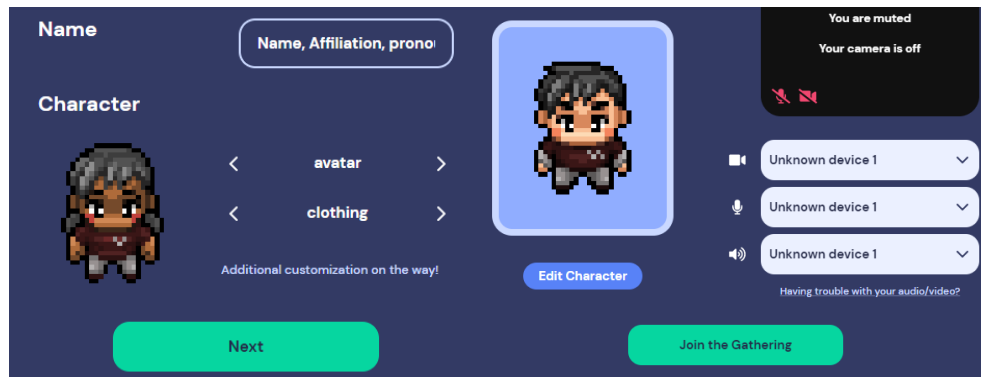 Name
Name, Affiliation, prono
Character
avatar
clothing
Additional customization on the way!
Next
Edit Character
You are muted
Your camera is off
Unknown device 1
Unknown device 1
Unknown device 1
Having trouble with your audio/video?
Join the Gathering